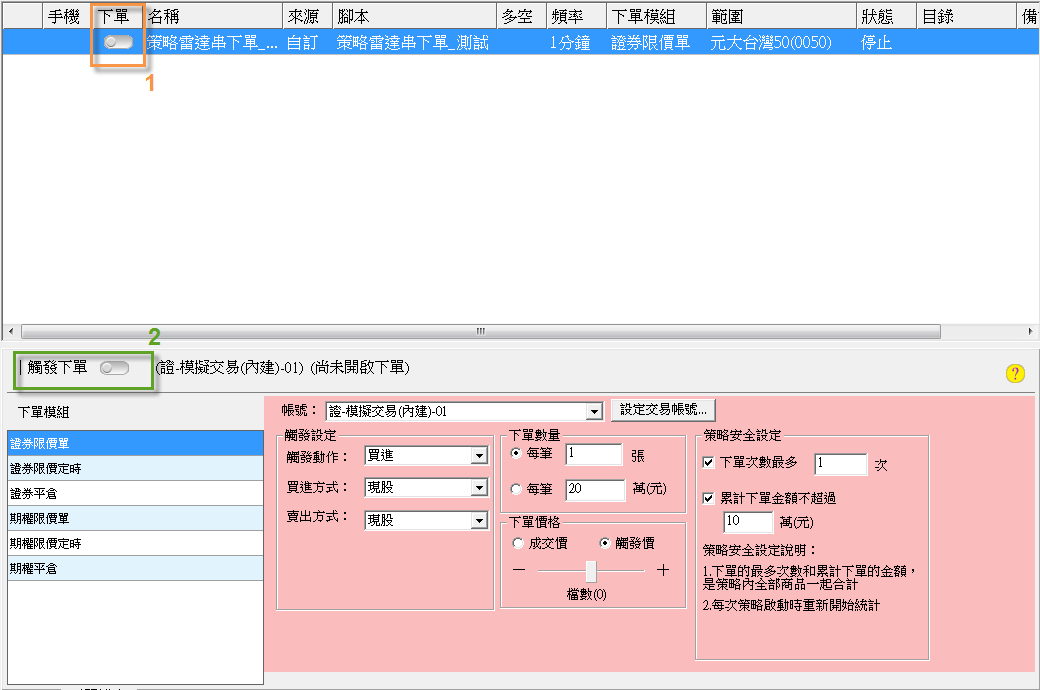 手機 下單 名稱 來源 腳本 多空 頻率 下單模組 範圍 狀態 目錄 備
策略雷達串下單_... 自訂 策略雷達串下單_測試 1分鐘 證券限價單 元大台灣50(0050) 停止
1
2
觸發下單 (證-模擬交易(內建)-01) (尚未開啟下單)
?
下單模組
證券限價單
證券限價定時
證券平倉
期權限價單
期權限價定時
期權平倉
帳號： 證-模擬交易(內建)-01 設定交易帳號...
觸發設定
觸發動作： 買進
買進方式： 現股
賣出方式： 現股
下單數量
每筆 1 張
每筆 20 萬(元)
下單價格
成交價 觸發價
檔數(0)
策略安全設定
下單次數最多 1 次
累計下單金額不超過
10 萬(元)
策略安全設定說明：
1.下單的最多次數和累計下單的金額，
是策略內全部商品一起合計
2.每次策略啟動時重新開始統計